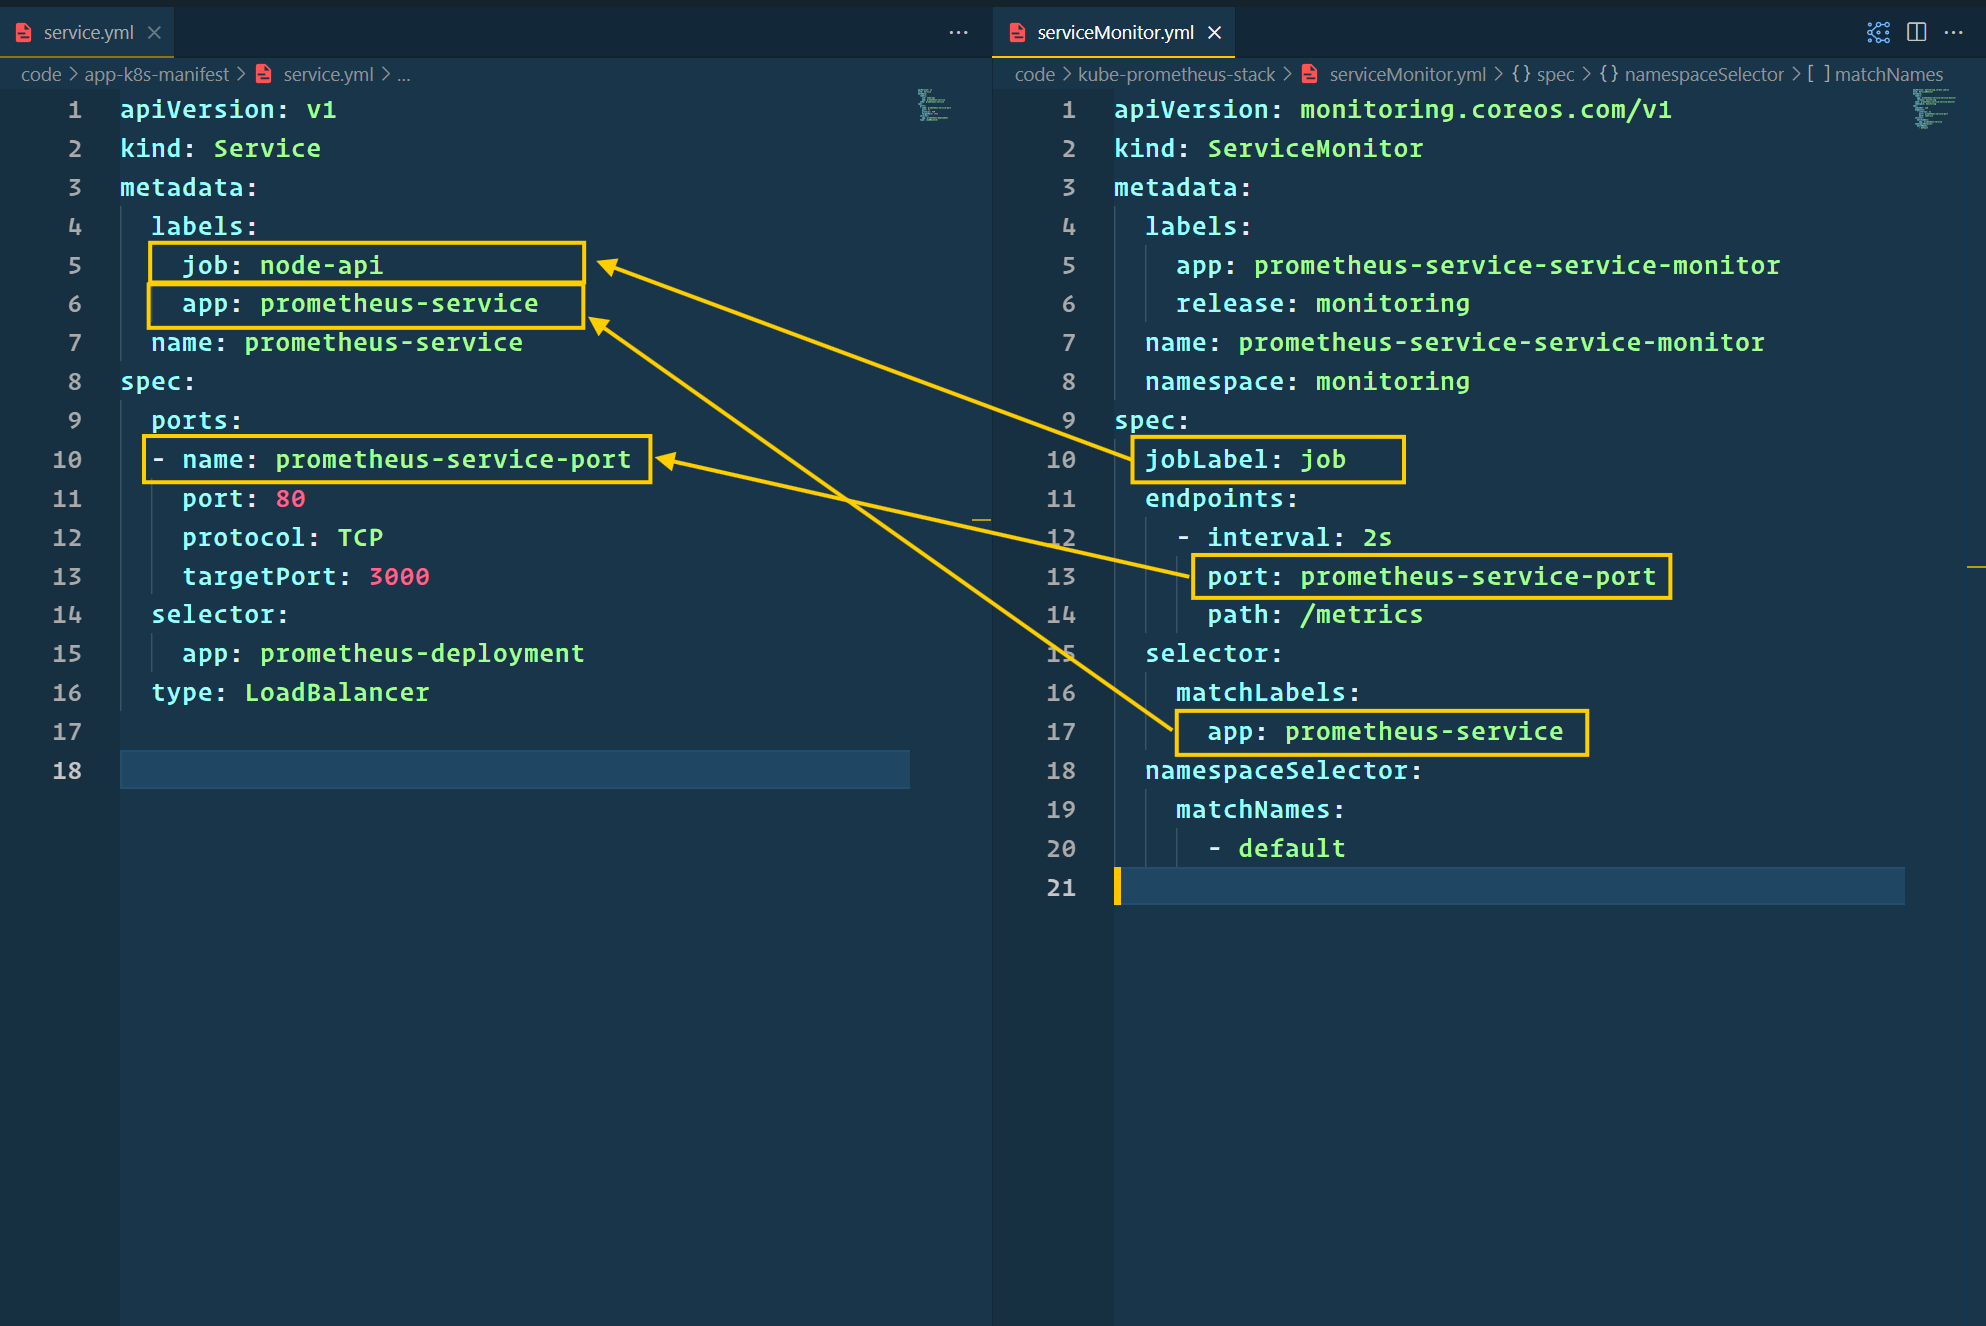 service.yml
code > app-k8s-manifest > service.yml > ...
1 apiVersion: v1
2 kind: Service
3 metadata:
4   labels:
5     job: node-api
6     app: prometheus-service
7   name: prometheus-service
8 spec:
9   ports:
10   - name: prometheus-service-port
11     port: 80
12     protocol: TCP
13     targetPort: 3000
14   selector:
15     app: prometheus-deployment
16   type: LoadBalancer
17
18
serviceMonitor.yml
code > kube-prometheus-stack > serviceMonitor.yml > {} spec > {} namespaceSelector > [ ] matchNames
1 apiVersion: monitoring.coreos.com/v1
2 kind: ServiceMonitor
3 metadata:
4   labels:
5     app: prometheus-service-service-monitor
6     release: monitoring
7   name: prometheus-service-service-monitor
8   namespace: monitoring
9 spec:
10   jobLabel: job
11   endpoints:
12     - interval: 2s
13       port: prometheus-service-port
14       path: /metrics
15   selector:
16     matchLabels:
17       app: prometheus-service
18   namespaceSelector:
19     matchNames:
20       - default
21